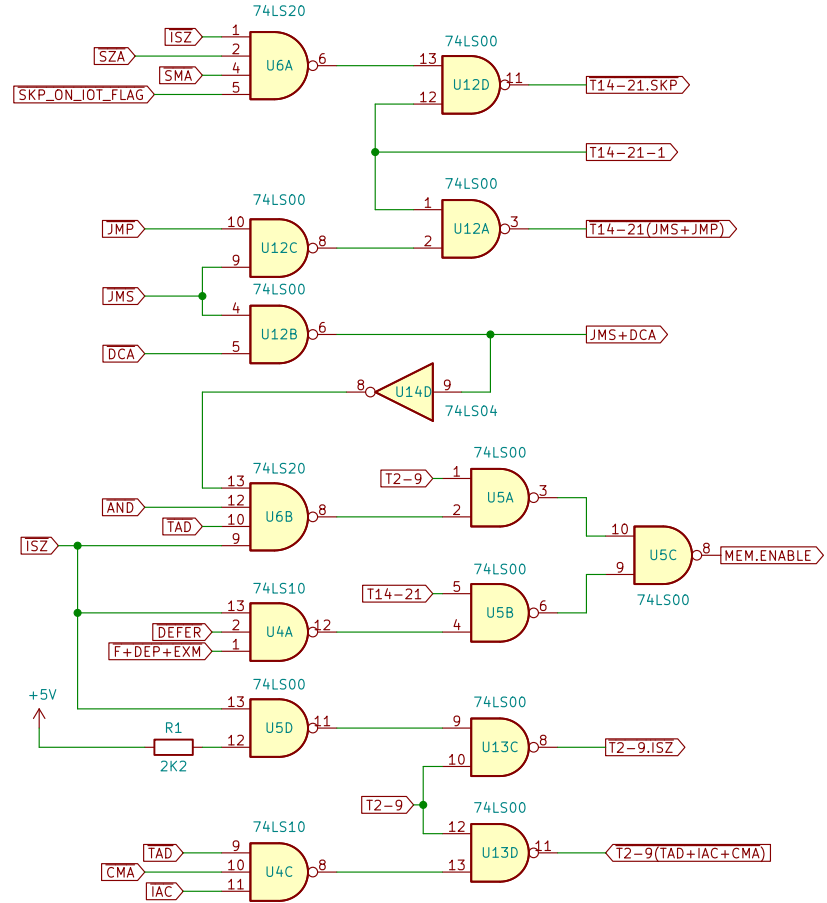 74LS20
ISZ 1
SZA 2
SMA 4
SKP_ON_IOT_FLAG 5
U6A 6
74LS00
13
12
U12D 11
T14-21.SKP
T14-21-1
74LS00
1
2
U12A 3
T14-21(JMS+JMP)
74LS00
JMP 10
9
U12C 8
JMS
74LS00
4
DCA 5
U12B 6
JMS+DCA
8 U14D 9
74LS04
74LS20
13
AND 12
TAD 10
ISZ 9
U6B 8
74LS00
T2-9 1
2
U5A 3
10
9
U5C 8
MEM.ENABLE
74LS00
74LS00
T14-21 5
4
U5B 6
74LS10
13
DEFER 2
F+DEP+EXM 1
U4A 12
74LS00
13
12
U5D 11
+5V
R1
2K2
74LS00
9
10
U13C 8
T2-9.ISZ
T2-9
74LS00
12
13
U13D 11
T2-9(TAD+IAC+CMA)
74LS10
TAD 9
CMA 10
IAC 11
U4C 8